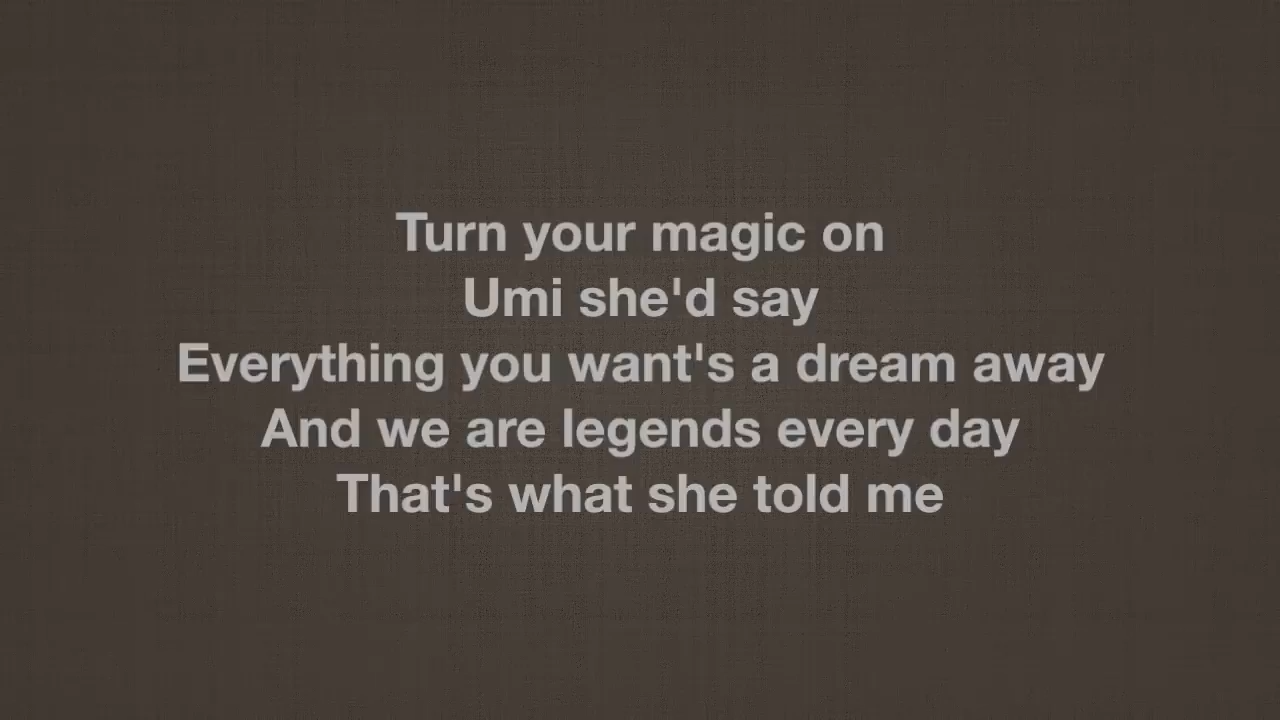 Turn your magic on
Umi she'd say
Everything you want's a dream away
And we are legends every day
That's what she told me